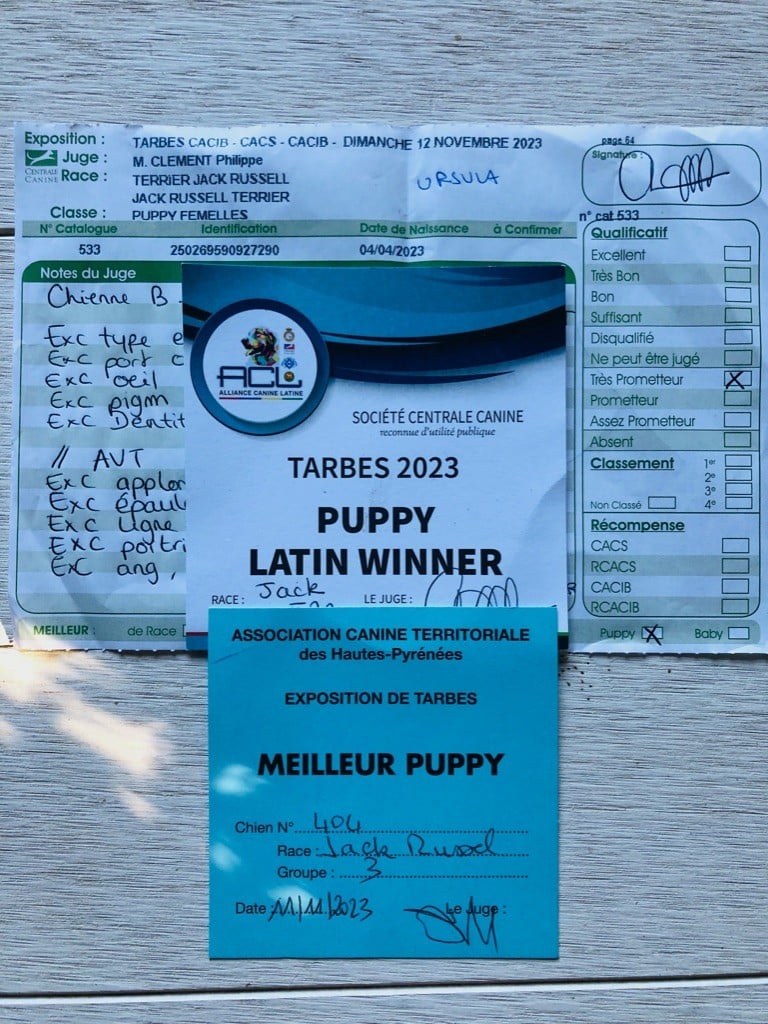 Exposition : TARBES CACIB - CACS - CACIB - DIMANCHE 12 NOVEMBRE 2023
page 64
CENTRALE CANINE
Juge : M. CLEMENT Philippe
Signature :
Race : TERRIER JACK RUSSELL
URSULA
JACK RUSSELL TERRIER
Classe : PUPPY FEMELLES
n° cat 533
N° Catalogue Identification Date de Naissance à Confirmer
533 250269590927290 04/04/2023
Notes du Juge
Chienne B
Exc type e
Exc port c
Exc oeil
Exc pigm
Exc Dentit
// AVT
Exc applom
Exc épaul
Exc Ligne
Exc poitri
Exc ang,
MEILLEUR : de Race
Qualificatif
Excellent
Très Bon
Bon
Suffisant
Disqualifié
Ne peut être jugé
Très Prometteur X
Prometteur
Assez Prometteur
Absent
Classement 1er
2e
3e
Non Classé 4e
Récompense
CACS
RCACS
CACIB
RCACIB
Puppy X Baby
ACL
ALLIANCE CANINE LATINE
SOCIÉTÉ CENTRALE CANINE
reconnue d'utilité publique
TARBES 2023
PUPPY
LATIN WINNER
RACE : Jack LE JUGE :
ASSOCIATION CANINE TERRITORIALE
des Hautes-Pyrénées
EXPOSITION DE TARBES
MEILLEUR PUPPY
Chien N° 404
Race : Jack Russel
Groupe : 3
Date : 11/11/2023 Le Juge :